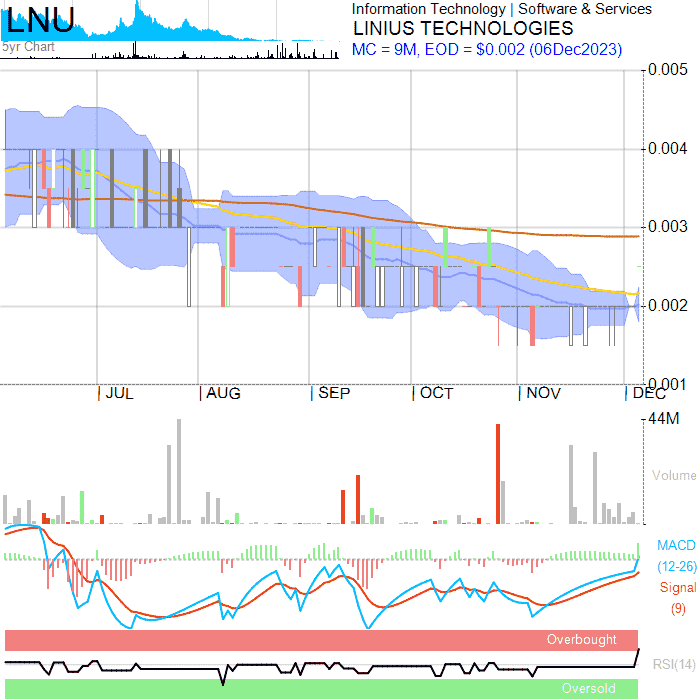 LNU
5yr Chart
Information Technology | Software & Services
LINIUS TECHNOLOGIES
MC = 9M, EOD = $0.002 (06Dec2023)
0.005
0.004
0.003
0.002
0.001
JUL
AUG
SEP
OCT
NOV
DEC
44M
Volume
MACD
(12-26)
Signal
(9)
Overbought
RSI(14)
Oversold